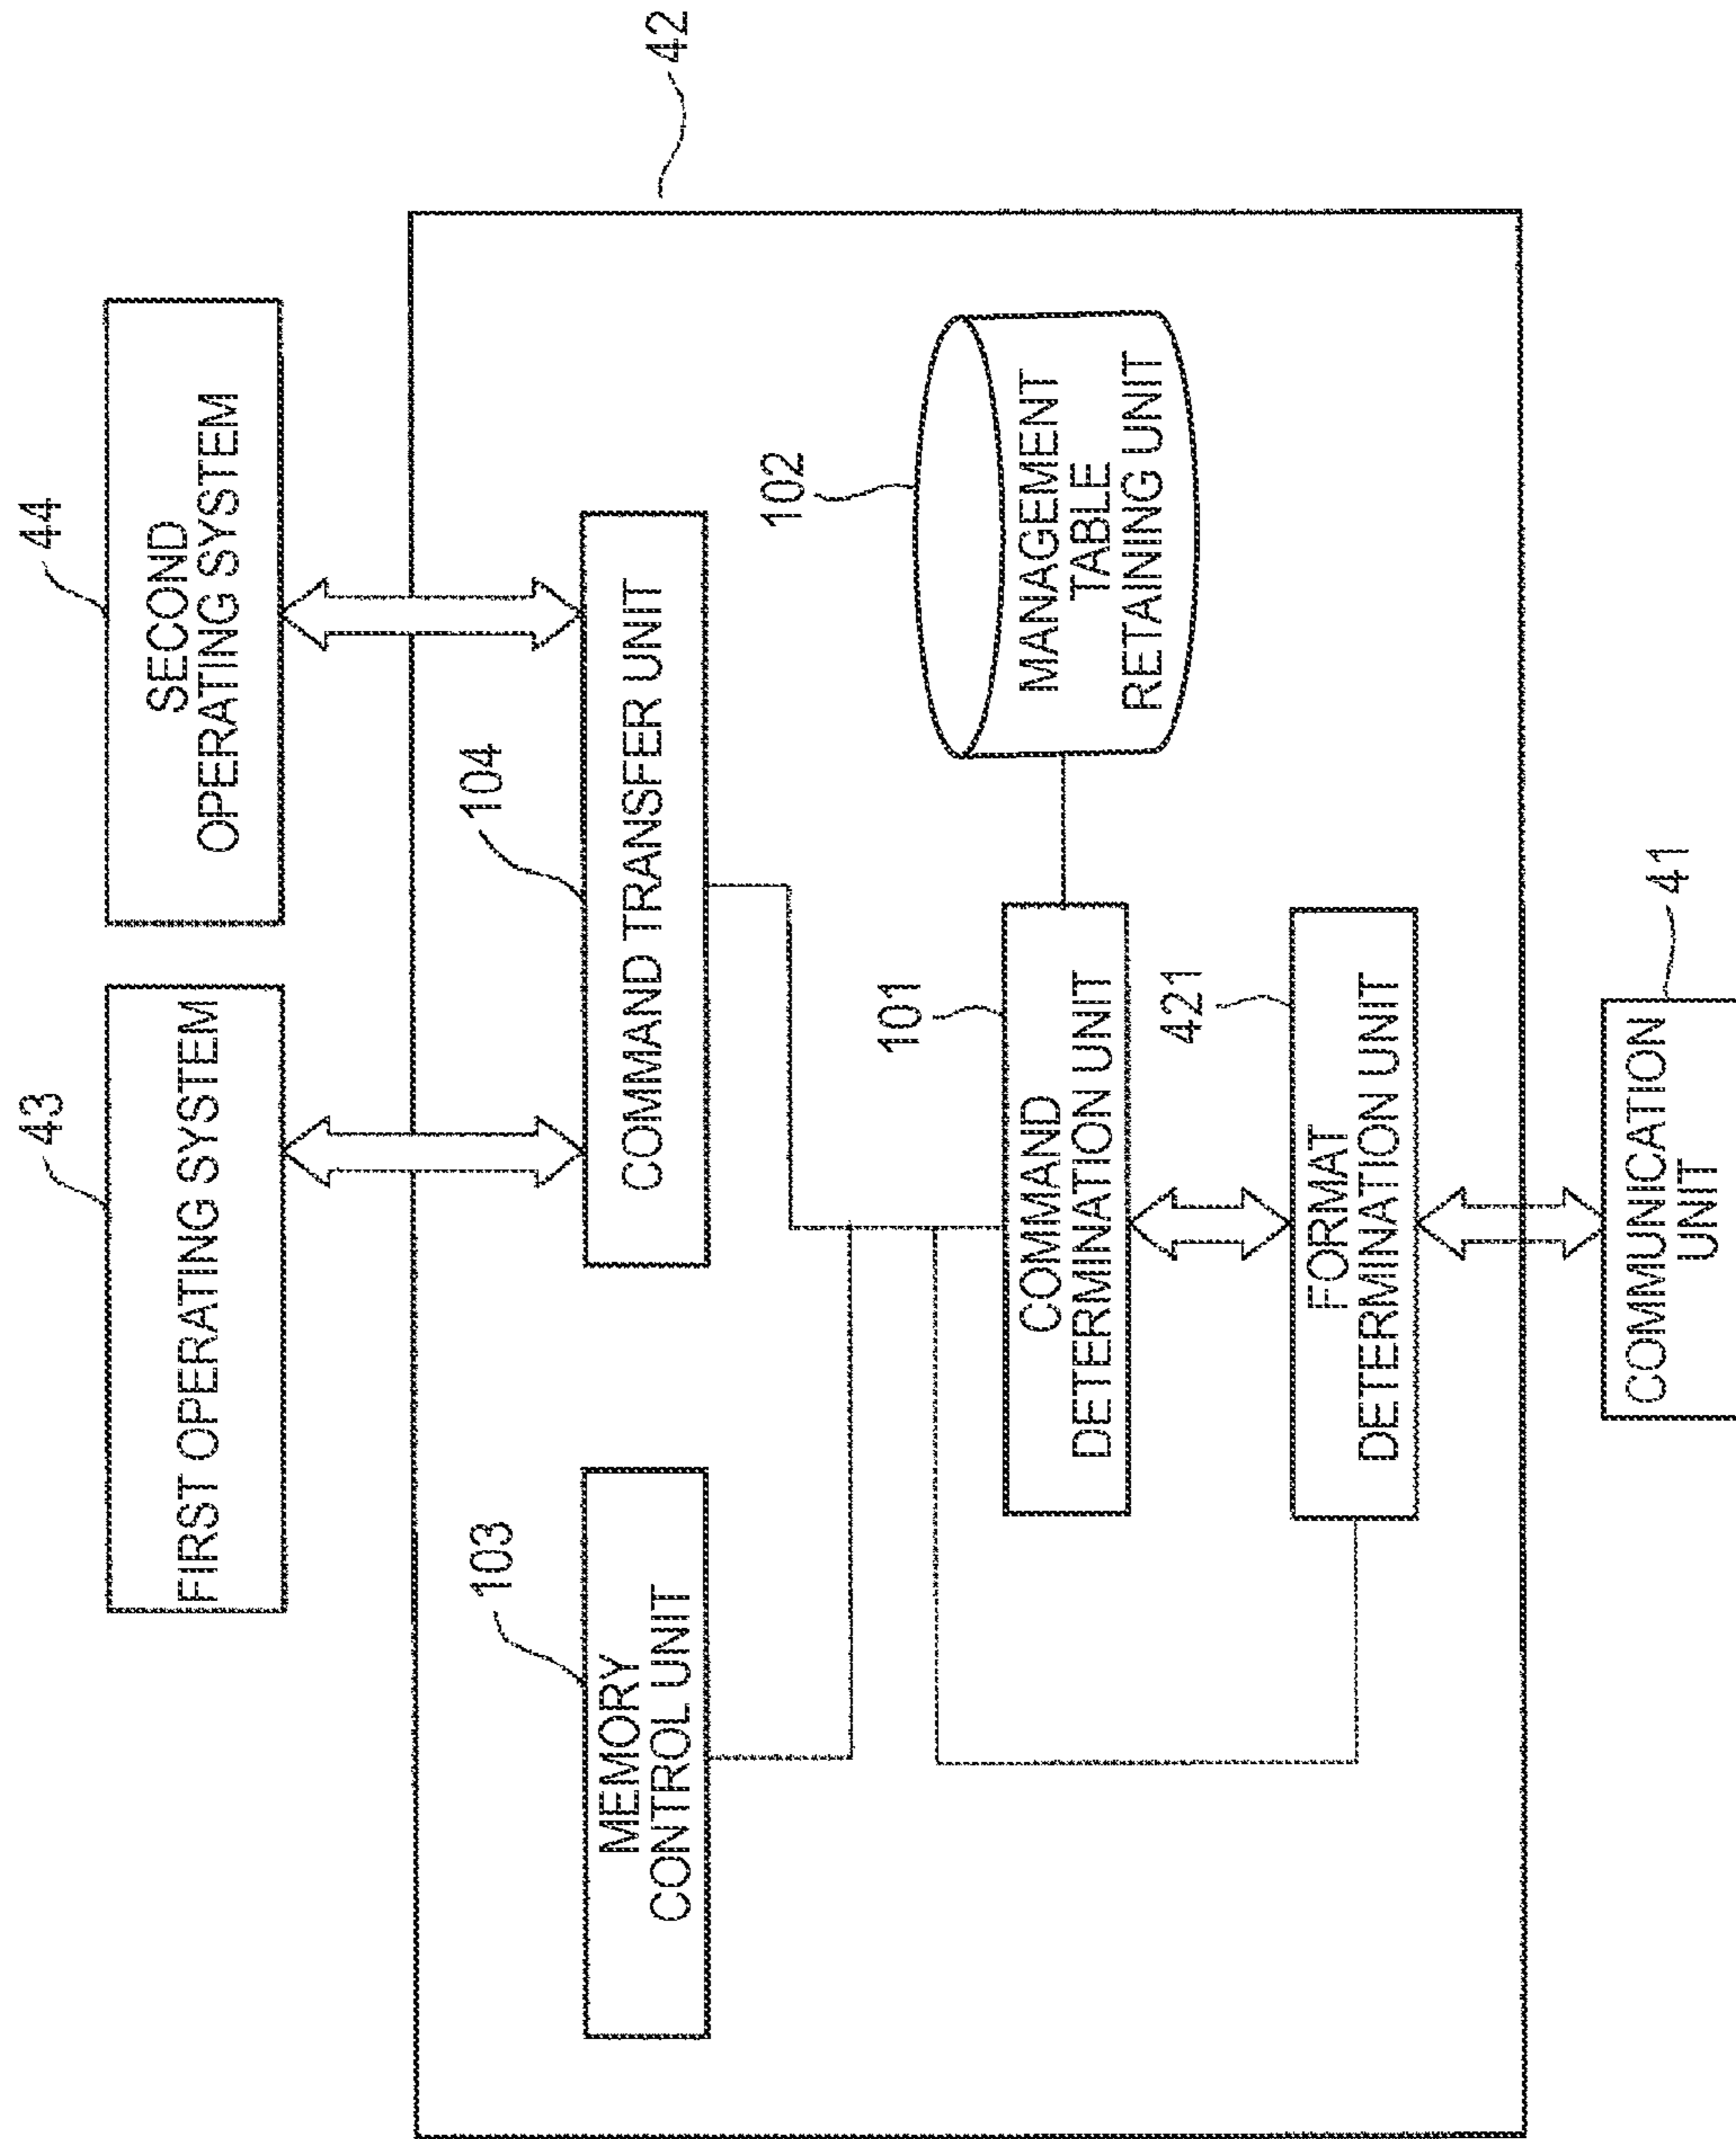 43
FIRST OPERATING SYSTEM
44
SECOND
OPERATING SYSTEM
42
103
MEMORY
CONTROL UNIT
104
COMMAND TRANSFER UNIT
102
MANAGEMENT
TABLE
RETAINING UNIT
101
COMMAND
DETERMINATION UNIT
421
FORMAT
DETERMINATION UNIT
41
COMMUNICATION
UNIT